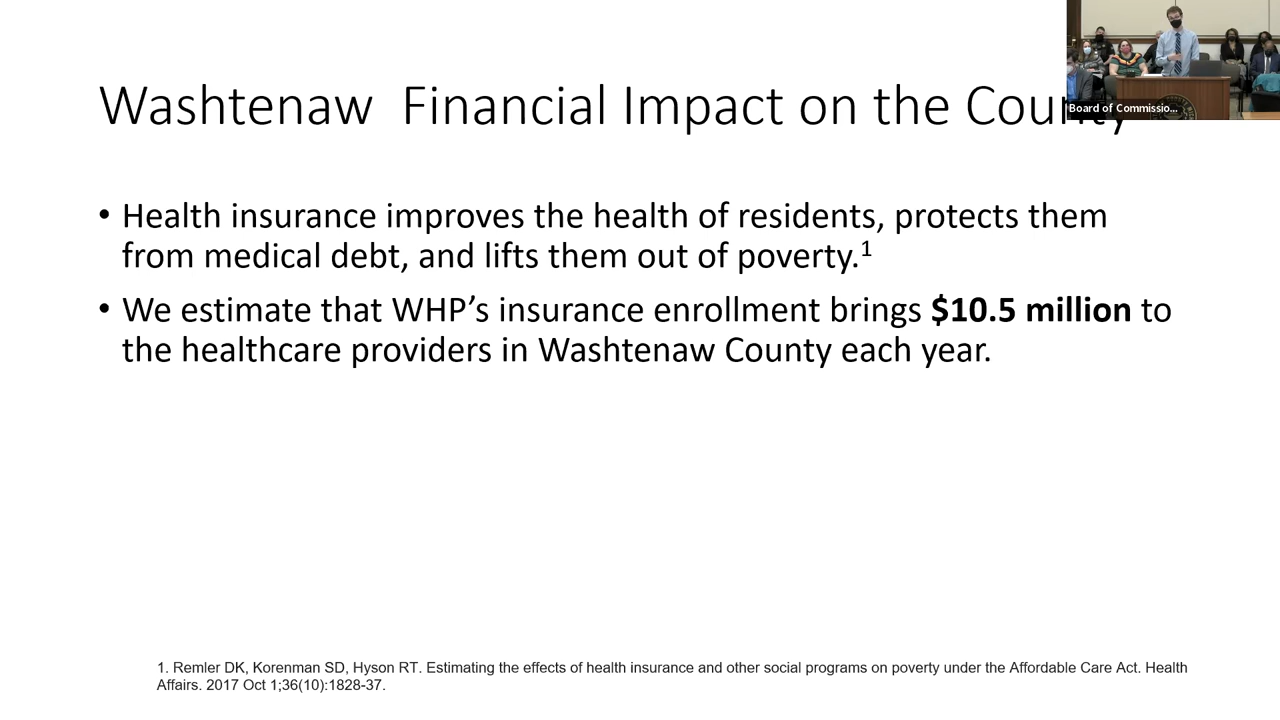 Washtenaw  Financial Impact on the County
Board of Commissio...
• Health insurance improves the health of residents, protects them
from medical debt, and lifts them out of poverty.1
• We estimate that WHP’s insurance enrollment brings $10.5 million to
the healthcare providers in Washtenaw County each year.
1. Remler DK, Korenman SD, Hyson RT. Estimating the effects of health insurance and other social programs on poverty under the Affordable Care Act. Health
Affairs. 2017 Oct 1;36(10):1828-37.